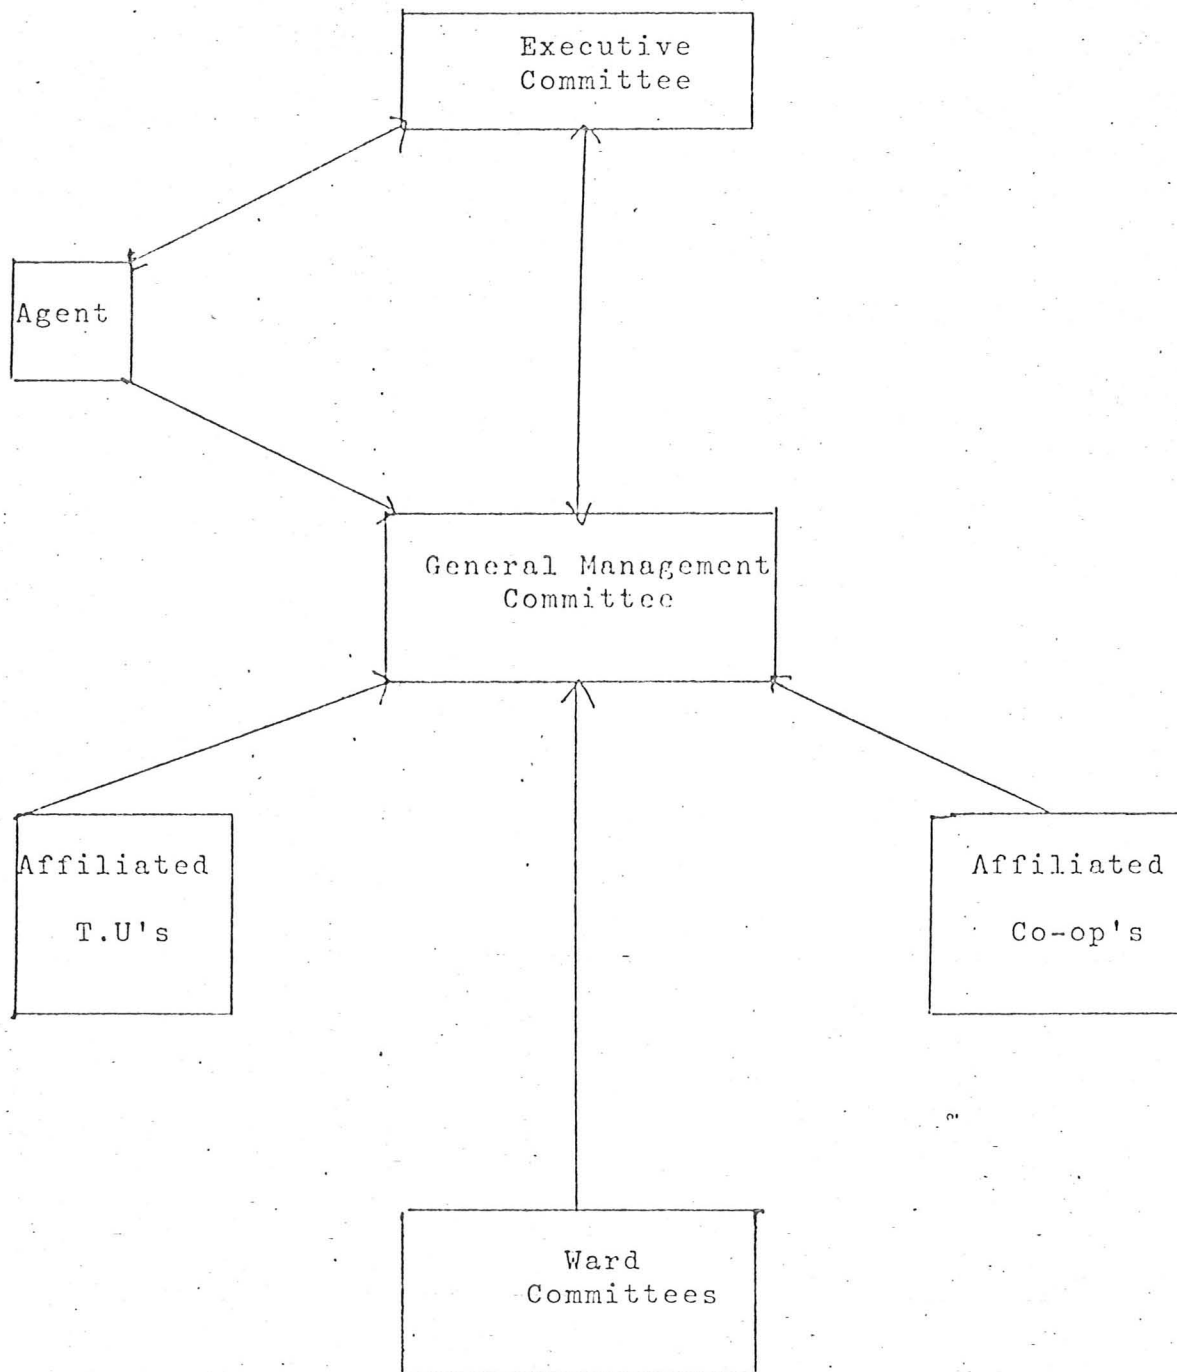 Executive
Committee
Agent
General Management
Committee
Affiliated
T.U's
Affiliated
Co-op's
Ward
Committees